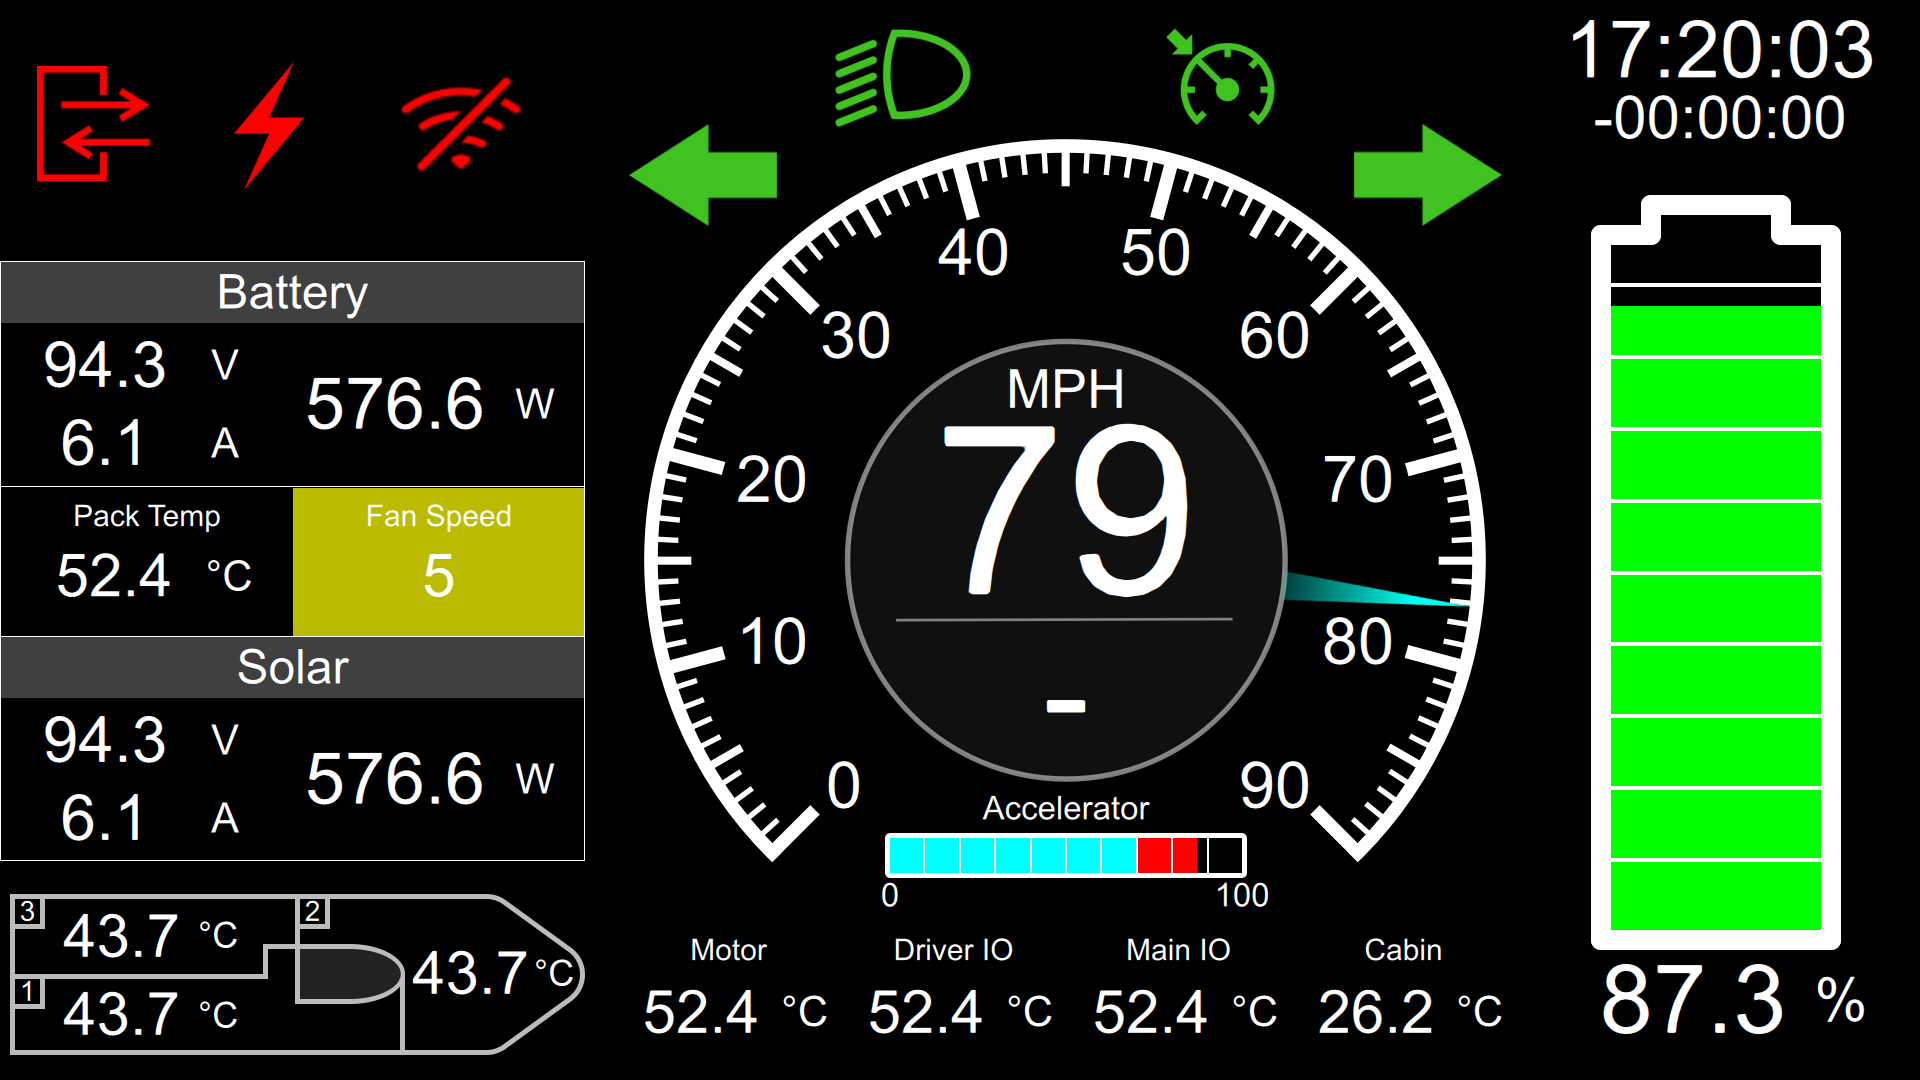 17:20:03
-00:00:00
Battery
94.3 V
6.1 A
576.6 W
Pack Temp
52.4 °C
Fan Speed
5
Solar
94.3 V
6.1 A
576.6 W
3
43.7 °C
1
43.7 °C
2
43.7 °C
0
10
20
30
40
50
60
70
80
90
MPH
79
-
Accelerator
0 100
Motor
52.4 °C
Driver IO
52.4 °C
Main IO
52.4 °C
Cabin
26.2 °C
87.3 %